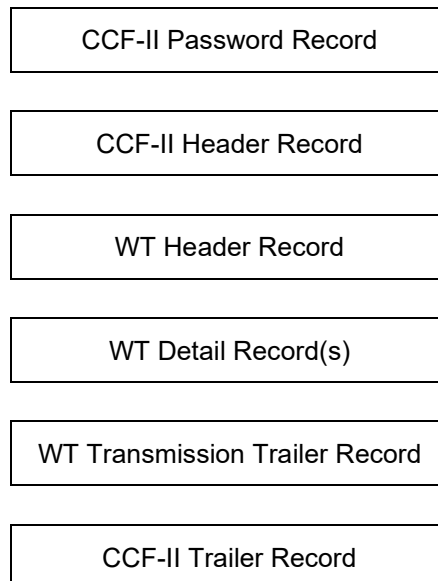 CCF-II Password Record
CCF-II Header Record
WT Header Record
WT Detail Record(s)
WT Transmission Trailer Record
CCF-II Trailer Record